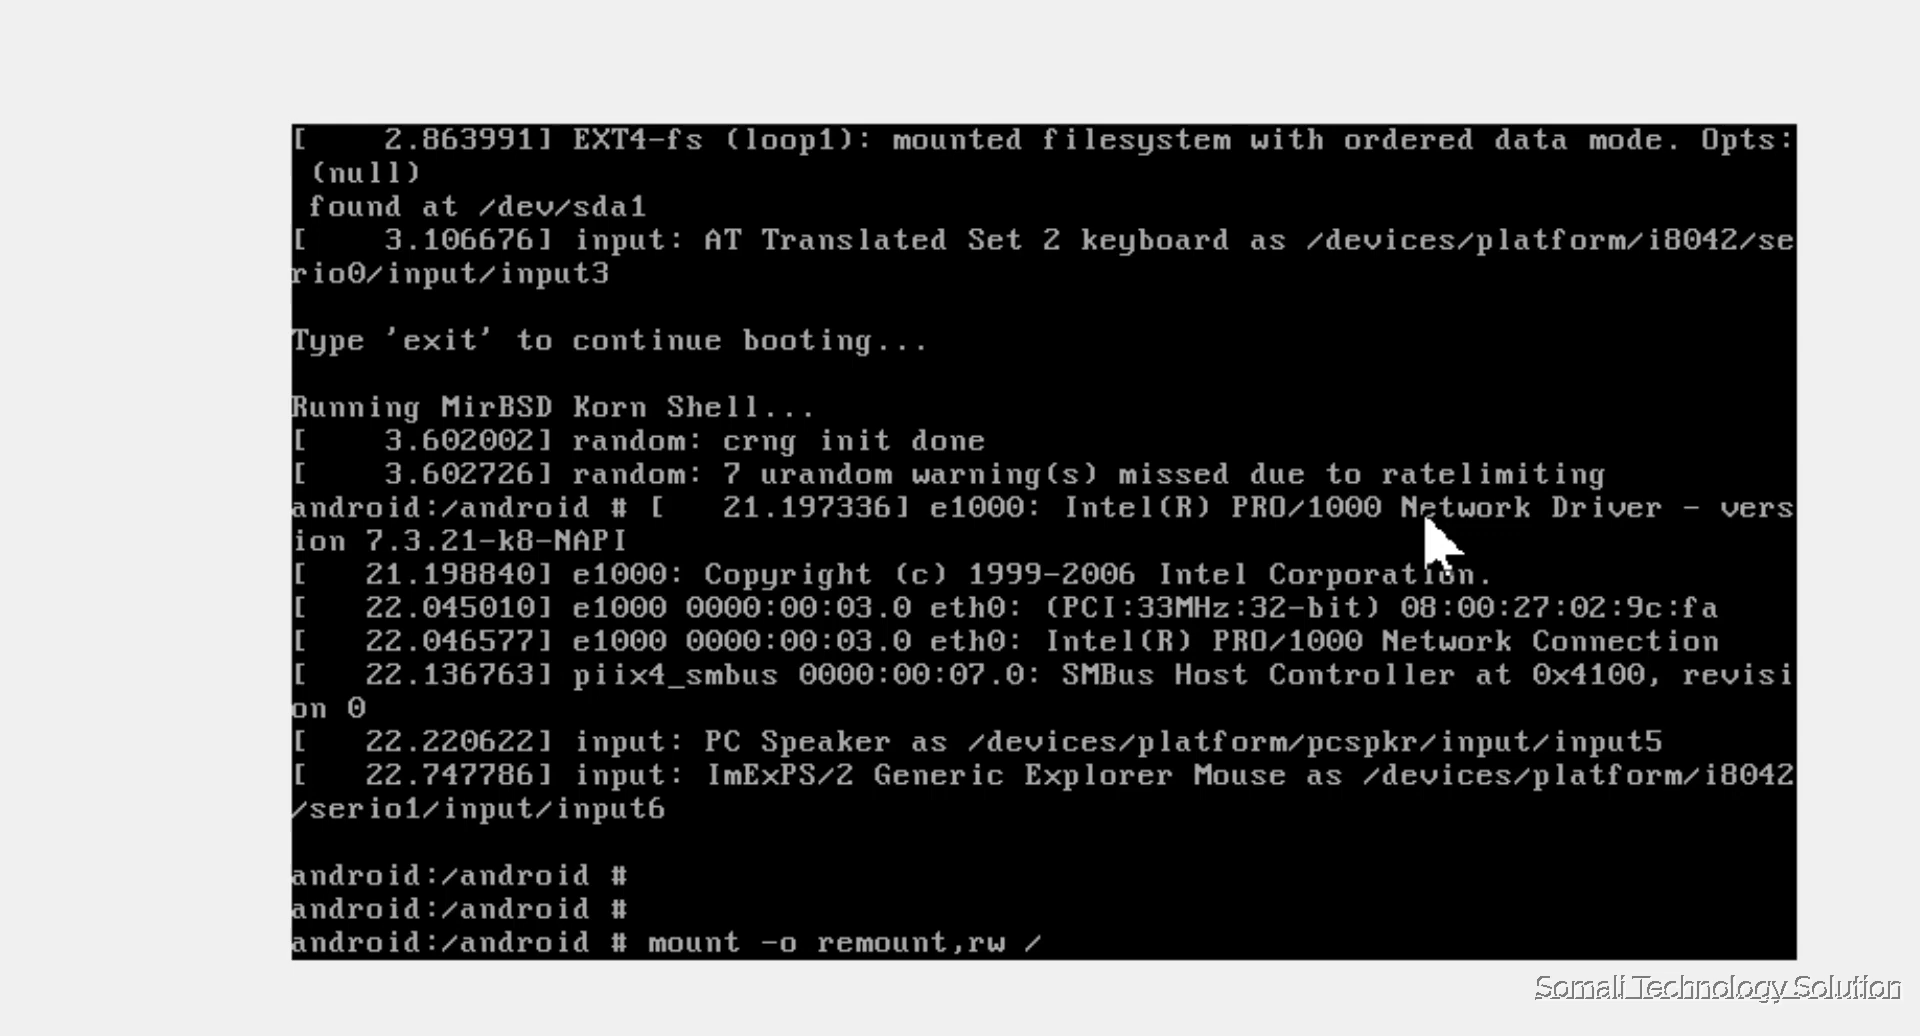 [    2.863991] EXT4-fs (loop1): mounted filesystem with ordered data mode. Opts:
 (null)
 found at /dev/sda1
[    3.106676] input: AT Translated Set 2 keyboard as /devices/platform/i8042/se
rio0/input/input3
Type 'exit' to continue booting...
Running MirBSD Korn Shell...
[    3.602002] random: crng init done
[    3.602726] random: 7 urandom warning(s) missed due to ratelimiting
android:/android # [   21.197336] e1000: Intel(R) PRO/1000 Network Driver - vers
ion 7.3.21-k8-NAPI
[   21.198840] e1000: Copyright (c) 1999-2006 Intel Corporation.
[   22.045010] e1000 0000:00:03.0 eth0: (PCI:33MHz:32-bit) 08:00:27:02:9c:fa
[   22.046577] e1000 0000:00:03.0 eth0: Intel(R) PRO/1000 Network Connection
[   22.136763] piix4_smbus 0000:00:07.0: SMBus Host Controller at 0x4100, revisi
on 0
[   22.220622] input: PC Speaker as /devices/platform/pcspkr/input/input5
[   22.747786] input: ImExPS/2 Generic Explorer Mouse as /devices/platform/i8042
/serio1/input/input6
android:/android #
android:/android #
android:/android # mount -o remount,rw /
Somali Technology Solution